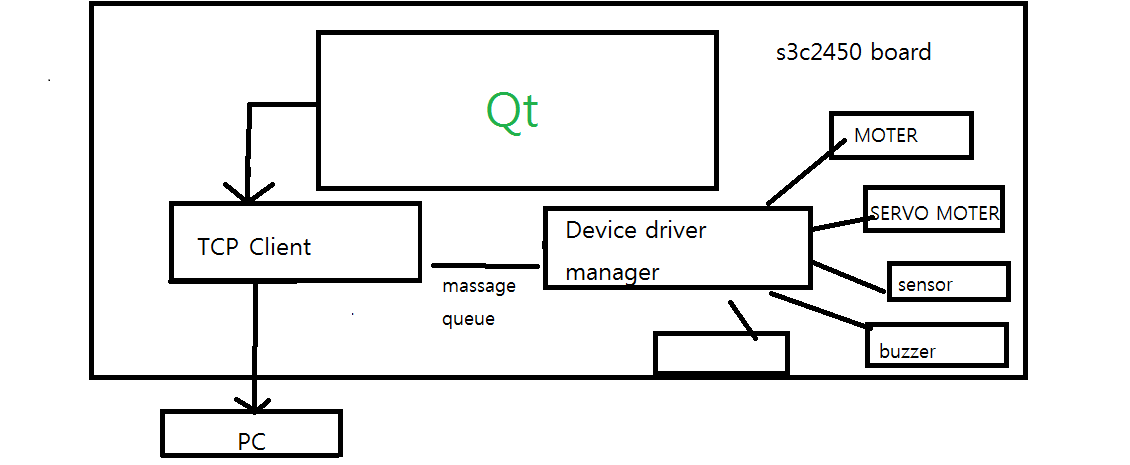 s3c2450 board
Qt
MOTER
SERVO MOTER
TCP Client
Device driver
manager
massage
queue
sensor
buzzer
PC